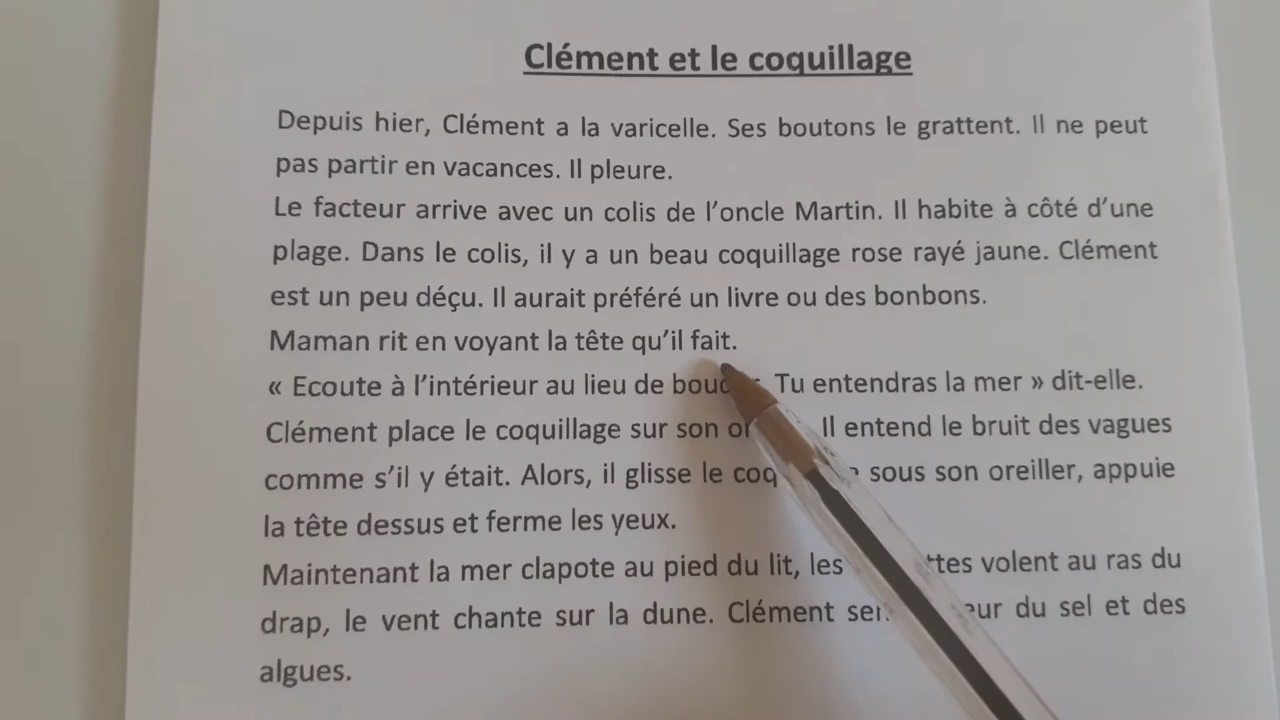 Clément et le coquillage
Depuis hier, Clément a la varicelle. Ses boutons le grattent. Il ne peut
pas partir en vacances. Il pleure.
Le facteur arrive avec un colis de l'oncle Martin. Il habite à côté d'une
plage. Dans le colis, il y a un beau coquillage rose rayé jaune. Clément
est un peu déçu. Il aurait préféré un livre ou des bonbons.
Maman rit en voyant la tête qu'il fait.
« Ecoute à l'intérieur au lieu de Tu entendras la mer » dit-elle.
Clément place le coquillage sur son Il entend le bruit des vagues
comme s'il y était. Alors, il glisse le sous son oreiller, appuie
la tête dessus et ferme les yeux.
Maintenant la mer clapote au pied du lit, les volent au ras du
drap, le vent chante sur la dune. Clément du sel et des
algues.